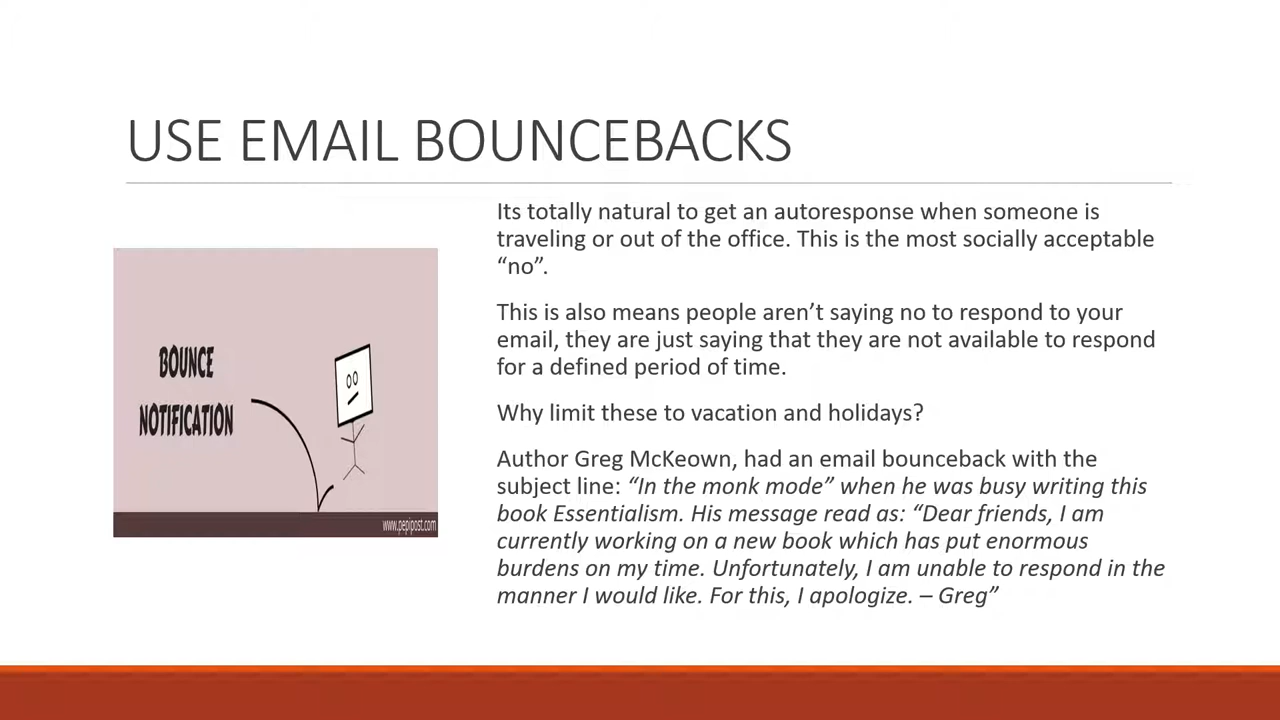 USE EMAIL BOUNCEBACKS
BOUNCE
NOTIFICATION
www.pepipost.com
Its totally natural to get an autoresponse when someone is
traveling or out of the office. This is the most socially acceptable
“no”.
This is also means people aren’t saying no to respond to your
email, they are just saying that they are not available to respond
for a defined period of time.
Why limit these to vacation and holidays?
Author Greg McKeown, had an email bounceback with the
subject line: “In the monk mode” when he was busy writing this
book Essentialism. His message read as: “Dear friends, I am
currently working on a new book which has put enormous
burdens on my time. Unfortunately, I am unable to respond in the
manner I would like. For this, I apologize. – Greg”